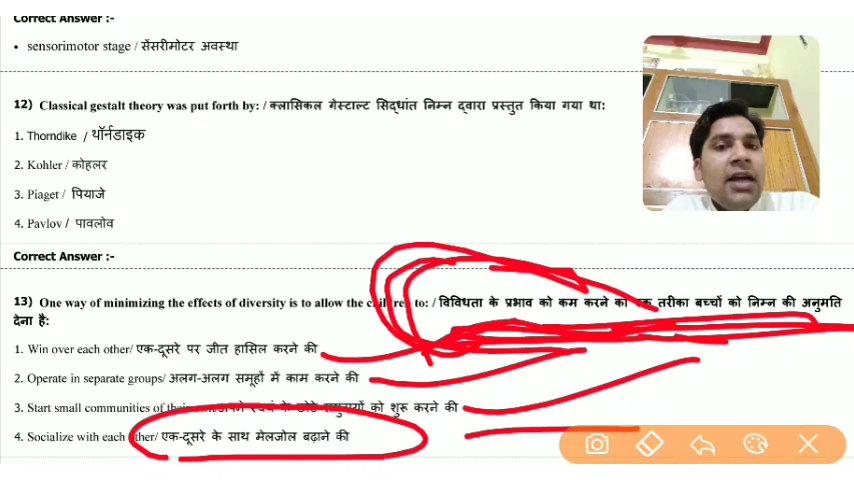 Correct Answer :-
• sensorimotor stage / सेंसरीमोटर अवस्था
12) Classical gestalt theory was put forth by: / क्लासिकल गेस्टाल्ट सिद्धांत निम्न द्वारा प्रस्तुत किया गया था:
1. Thorndike / थॉर्नडाइक
2. Kohler / कोहलर
3. Piaget / पियाजे
4. Pavlov / पावलोव
Correct Answer :-
13) One way of minimizing the effects of diversity is to allow the children to: / विविधता के प्रभाव को कम करने का एक तरीका बच्चों को निम्न की अनुमति
देना है:
1. Win over each other/ एक-दूसरे पर जीत हासिल करने की
2. Operate in separate groups/ अलग-अलग समूहों में काम करने की
3. Start small communities of को शुरू करने की
4. Socialize with each other/ एक-दूसरे के साथ मेलजोल बढ़ाने की